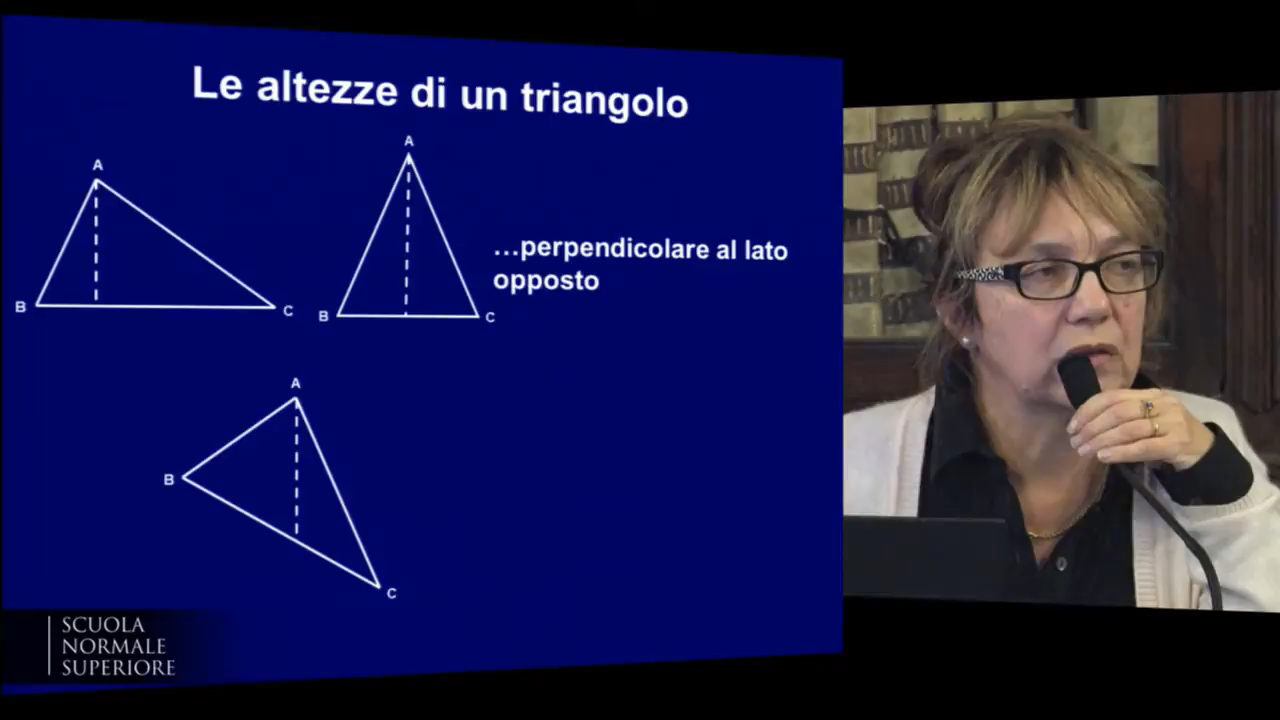 Le altezze di un triangolo
A
B
C
A
B
C
…perpendicolare al lato
opposto
A
B
C
SCUOLA
NORMALE
SUPERIORE